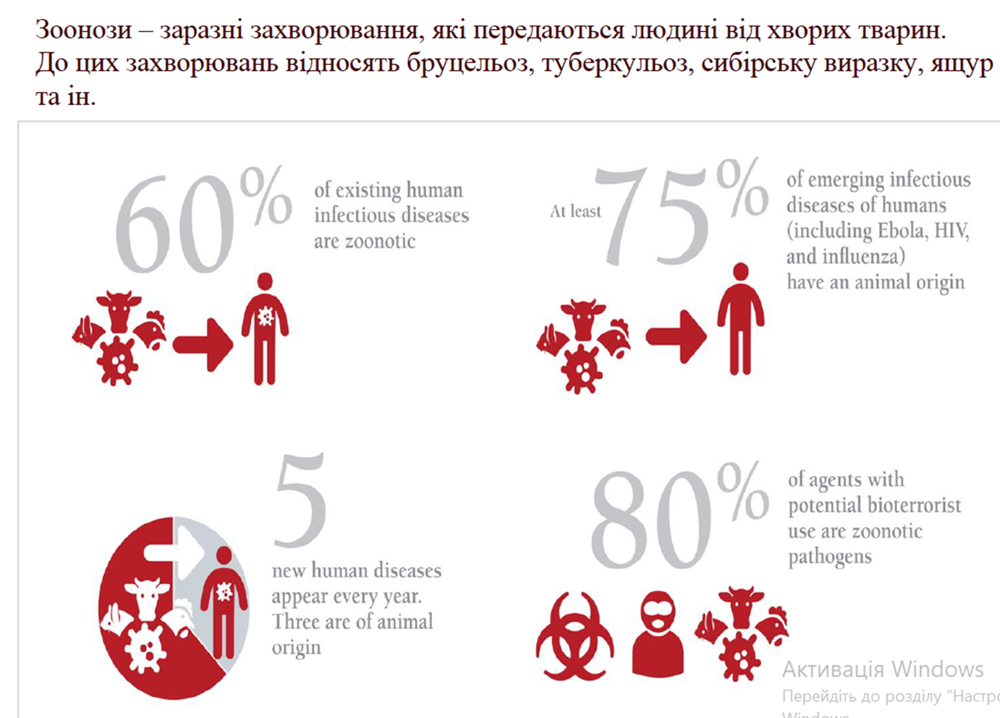 Зоонози – заразні захворювання, які передаються людині від хворих тварин.
До цих захворювань відносять бруцельоз, туберкульоз, сибірську виразку, ящур
та ін.
60%
of existing human
infectious diseases
are zoonotic
At least 75%
of emerging infectious
diseases of humans
(including Ebola, HIV,
and influenza)
have an animal origin
5
new human diseases
appear every year.
Three are of animal
origin
80%
of agents with
potential bioterrorist
use are zoonotic
pathogens
Активація Windows
Перейдіть до розділу "Настр